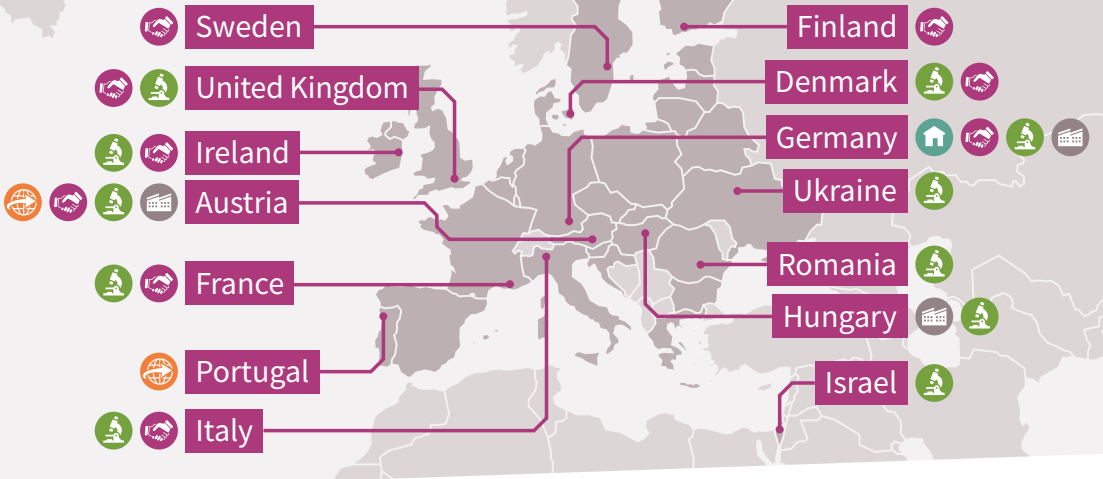 Sweden
United Kingdom
Ireland
Austria
France
Portugal
Italy
Finland
Denmark
Germany
Ukraine
Romania
Hungary
Israel